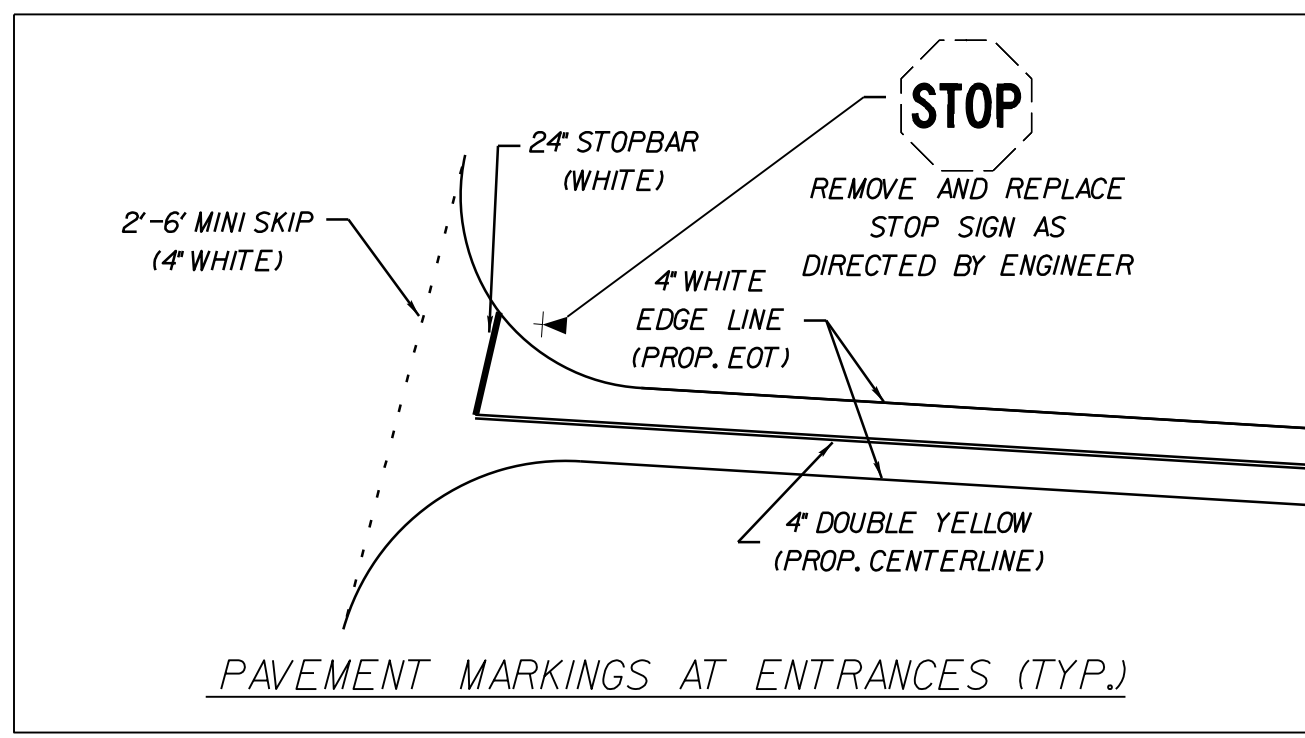 STOP
24" STOPBAR
(WHITE)
REMOVE AND REPLACE
STOP SIGN AS
DIRECTED BY ENGINEER
2'-6' MINI SKIP
(4" WHITE)
4" WHITE
EDGE LINE
(PROP. EOT)
4" DOUBLE YELLOW
(PROP. CENTERLINE)
PAVEMENT MARKINGS AT ENTRANCES (TYP.)